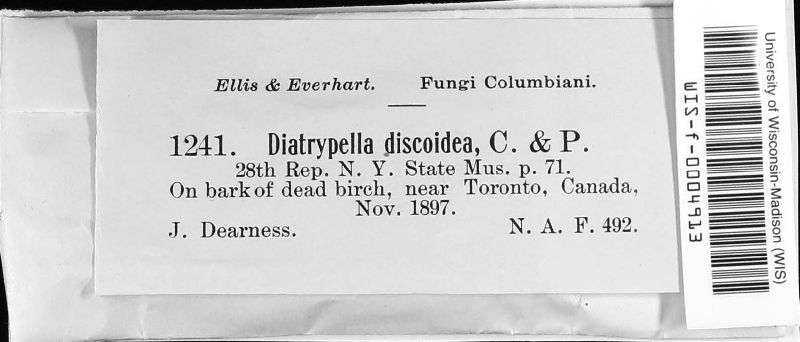 Ellis & Everhart. Fungi Columbiani.
1241. Diatrypella discoidea, C. & P.
28th Rep. N. Y. State Mus. p. 71.
On bark of dead birch, near Toronto, Canada,
Nov. 1897.
J. Dearness. N. A. F. 492.
University of Wisconsin-Madison (WIS)
WIS-f-0004913